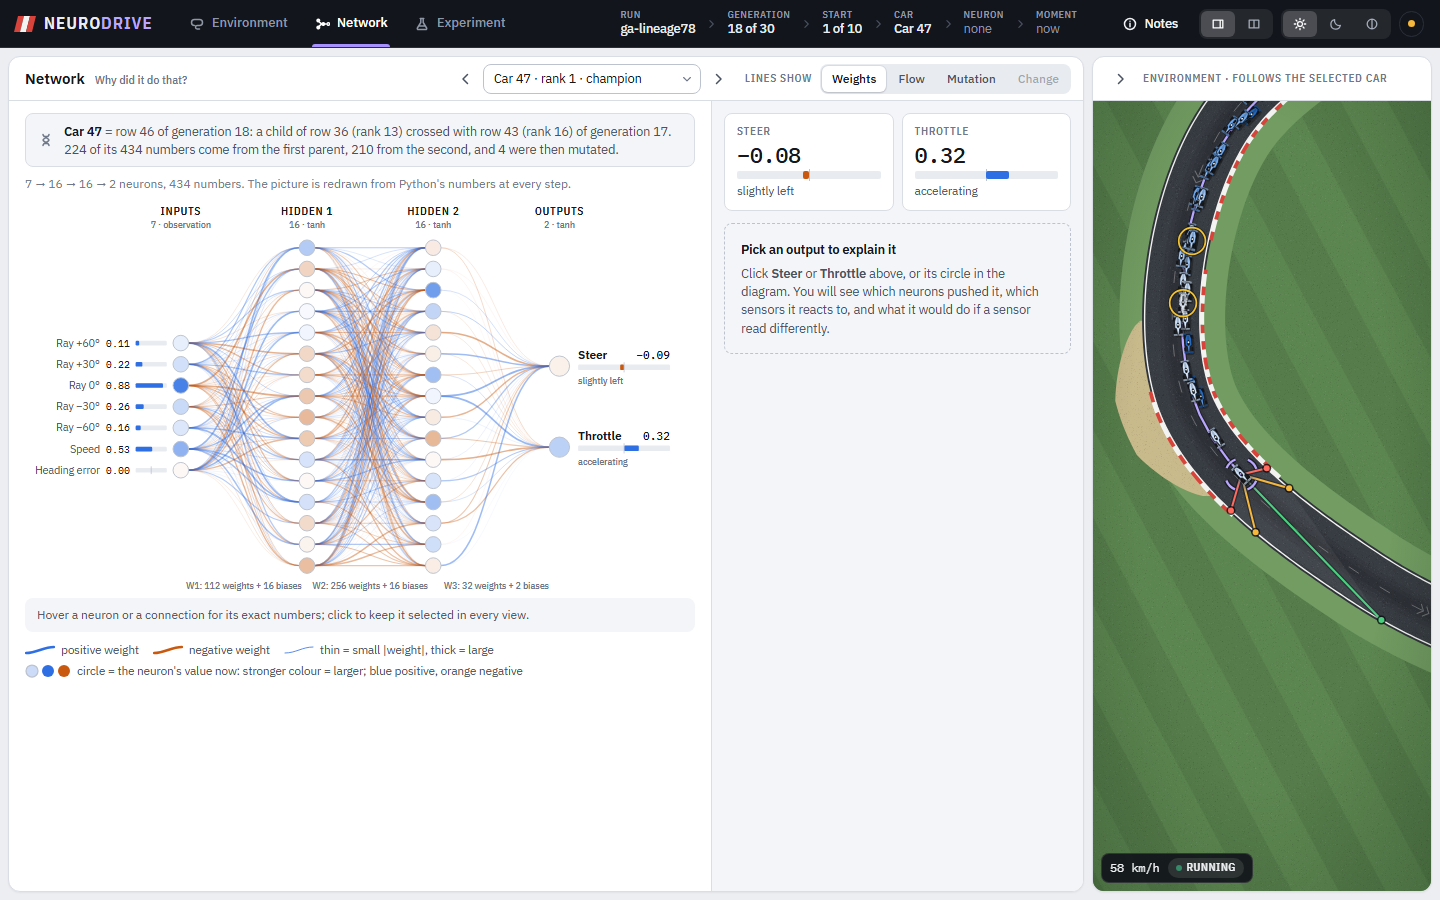 NEURODRIVE
Environment
Network
Experiment
RUN
ga-lineage78
GENERATION
18 of 30
START
1 of 10
CAR
Car 47
NEURON
none
MOMENT
now
Notes
Network Why did it do that?
Car 47 · rank 1 · champion
LINES SHOW
Weights
Flow
Mutation
Change
ENVIRONMENT · FOLLOWS THE SELECTED CAR
Car 47 = row 46 of generation 18: a child of row 36 (rank 13) crossed with row 43 (rank 16) of generation 17.
224 of its 434 numbers come from the first parent, 210 from the second, and 4 were then mutated.
7 → 16 → 16 → 2 neurons, 434 numbers. The picture is redrawn from Python's numbers at every step.
INPUTS
7 · observation
HIDDEN 1
16 · tanh
HIDDEN 2
16 · tanh
OUTPUTS
2 · tanh
Ray +60° 0.11
Ray +30° 0.22
Ray 0° 0.88
Ray −30° 0.26
Ray −60° 0.16
Speed 0.53
Heading error 0.00
Steer −0.09
slightly left
Throttle 0.32
accelerating
W1: 112 weights + 16 biases
W2: 256 weights + 16 biases
W3: 32 weights + 2 biases
Hover a neuron or a connection for its exact numbers; click to keep it selected in every view.
positive weight
negative weight
thin = small |weight|, thick = large
circle = the neuron's value now: stronger colour = larger; blue positive, orange negative
STEER
−0.08
slightly left
THROTTLE
0.32
accelerating
Pick an output to explain it
Click Steer or Throttle above, or its circle in the
diagram. You will see which neurons pushed it, which
sensors it reacts to, and what it would do if a sensor
read differently.
58 km/h
RUNNING